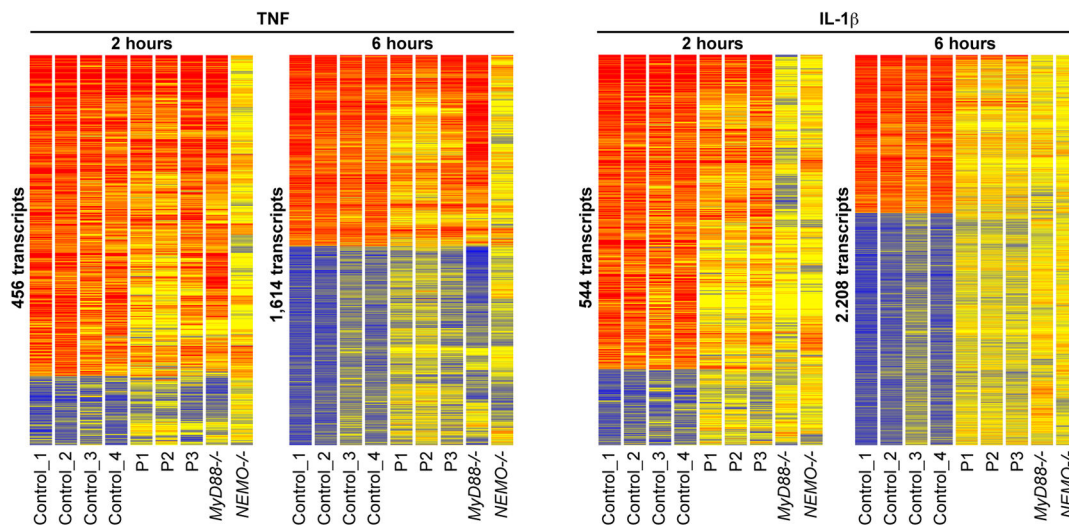 TNF
IL-1β
2 hours
6 hours
2 hours
6 hours
456 transcripts
1,614 transcripts
544 transcripts
2.208 transcripts
Control_1
Control_2
Control_3
Control_4
P1
P2
P3
MyD88-/-
NEMO-/-
Control_1
Control_2
Control_3
Control_4
P1
P2
P3
MyD88-/-
NEMO-/-
Control_1
Control_2
Control_3
Control_4
P1
P2
P3
MyD88-/-
NEMO-/-
Control_1
Control_2
Control_3
Control_4
P1
P2
P3
MyD88-/-
NEMO-/-